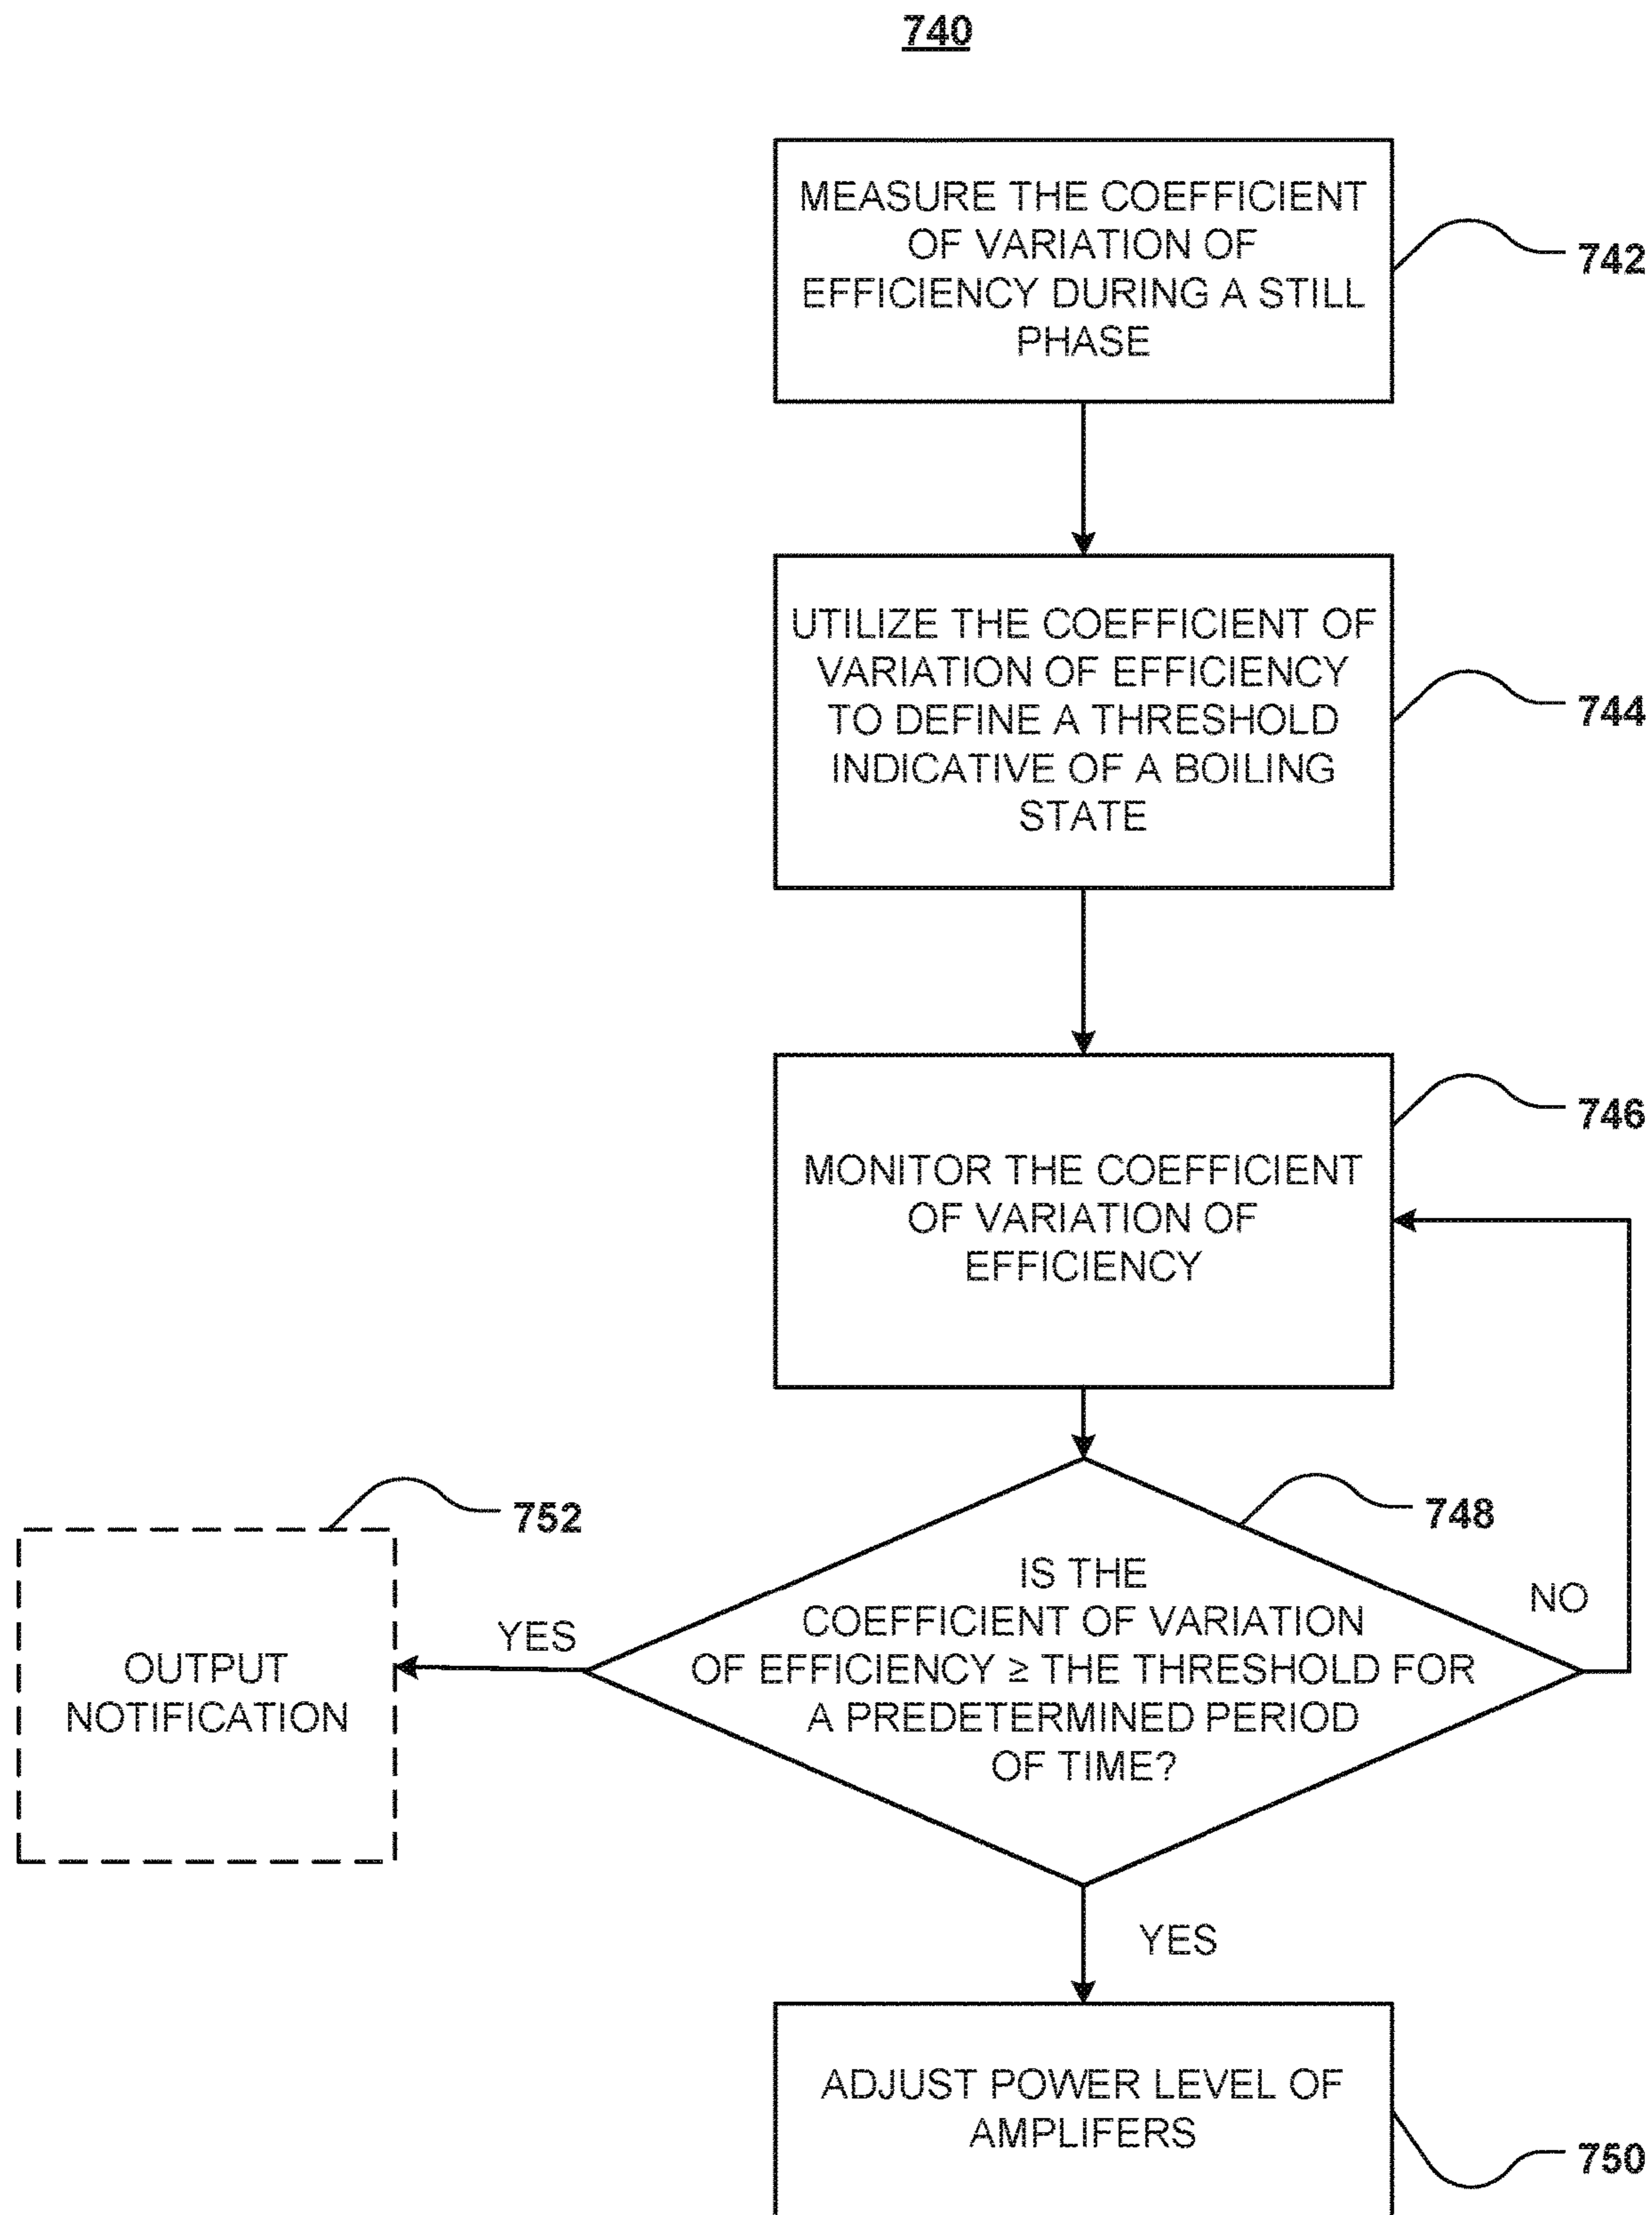 740
MEASURE THE COEFFICIENT
OF VARIATION OF
EFFICIENCY DURING A STILL
PHASE
742
UTILIZE THE COEFFICIENT OF
VARIATION OF EFFICIENCY
TO DEFINE A THRESHOLD
INDICATIVE OF A BOILING
STATE
744
MONITOR THE COEFFICIENT
OF VARIATION OF
EFFICIENCY
746
IS THE
COEFFICIENT OF VARIATION
OF EFFICIENCY ≥ THE THRESHOLD FOR
A PREDETERMINED PERIOD
OF TIME?
748
NO
YES
752
OUTPUT
NOTIFICATION
YES
ADJUST POWER LEVEL OF
AMPLIFERS
750